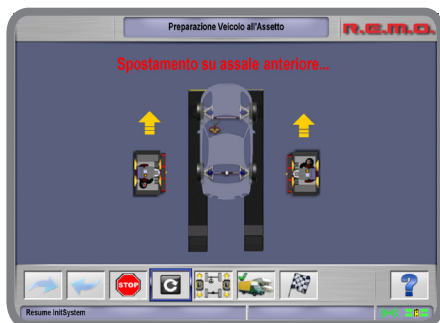 Preparazione Veicolo all'Assetto
R.E.M.O.
Spostamento su assale anteriore...
STOP
C
?
Resume InitSystem